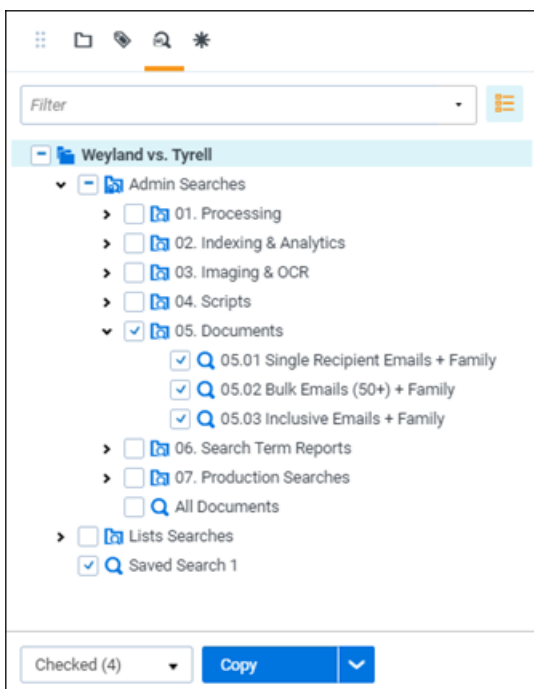 Filter
Weyland vs. Tyrell
Admin Searches
01. Processing
02. Indexing & Analytics
03. Imaging & OCR
04. Scripts
05. Documents
05.01 Single Recipient Emails + Family
05.02 Bulk Emails (50+) + Family
05.03 Inclusive Emails + Family
06. Search Term Reports
07. Production Searches
All Documents
Lists Searches
Saved Search 1
Checked (4) Copy